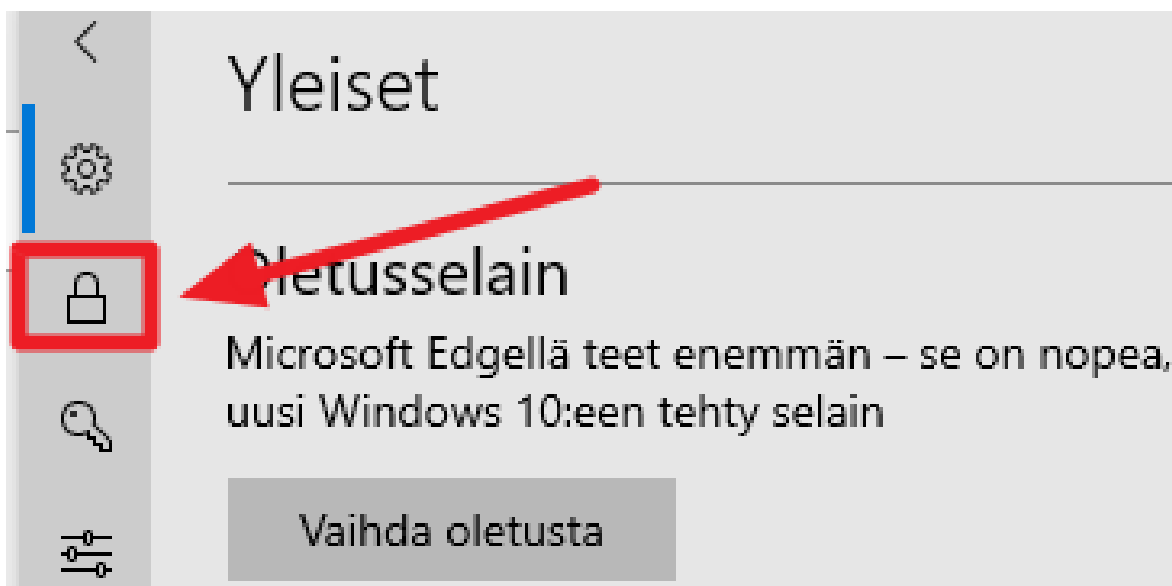 Yleiset
Oletusselain
Microsoft Edgellä teet enemmän – se on nopea,
uusi Windows 10:een tehty selain
Vaihda oletusta